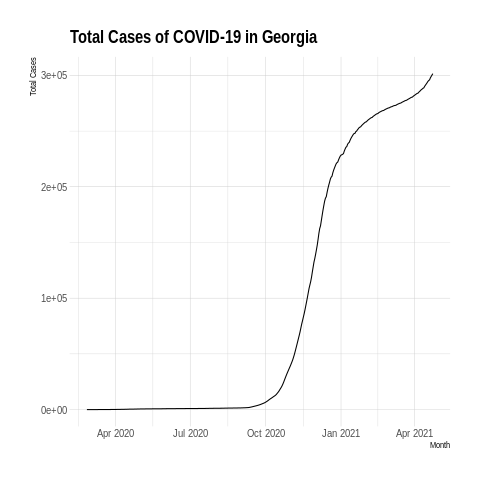 Total Cases of COVID-19 in Georgia
Total Cases
3e+05
2e+05
1e+05
0e+00
Apr 2020
Jul 2020
Oct 2020
Jan 2021
Apr 2021
Month